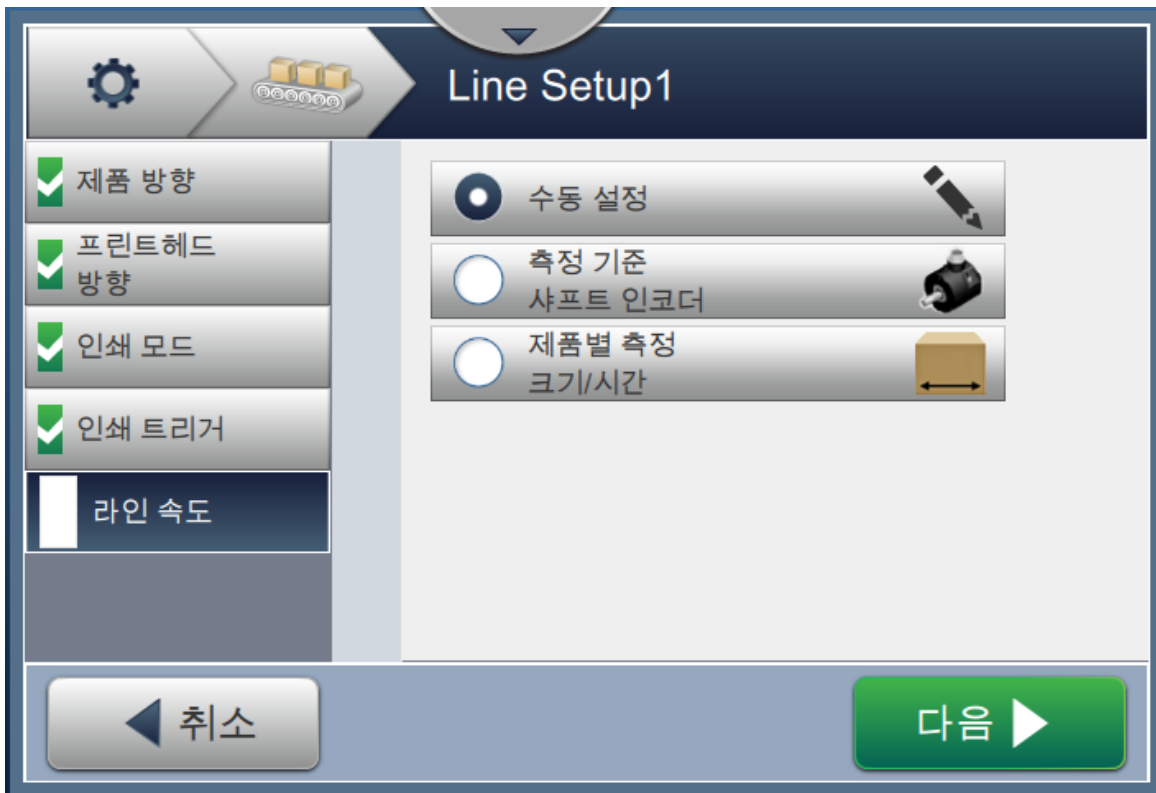 Line Setup1
제품 방향
프린트헤드
방향
인쇄 모드
인쇄 트리거
라인 속도
수동 설정
측정 기준
샤프트 인코더
제품별 측정
크기/시간
취소
다음